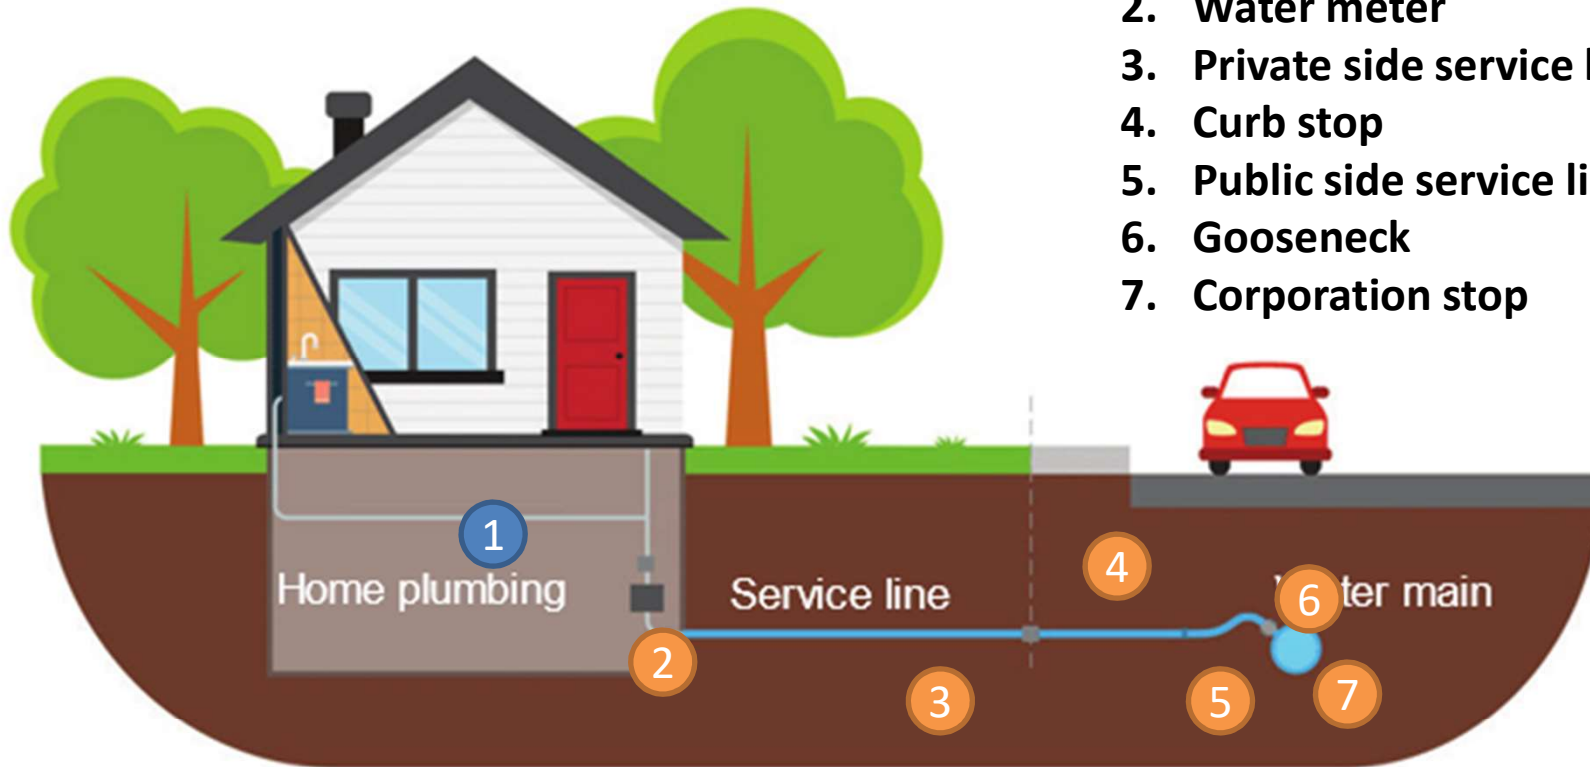 2. Water meter
3. Private side service
4. Curb stop
5. Public side service
6. Gooseneck
7. Corporation stop
1
4
Home plumbing
Service line
6
ter main
2
3
5
7